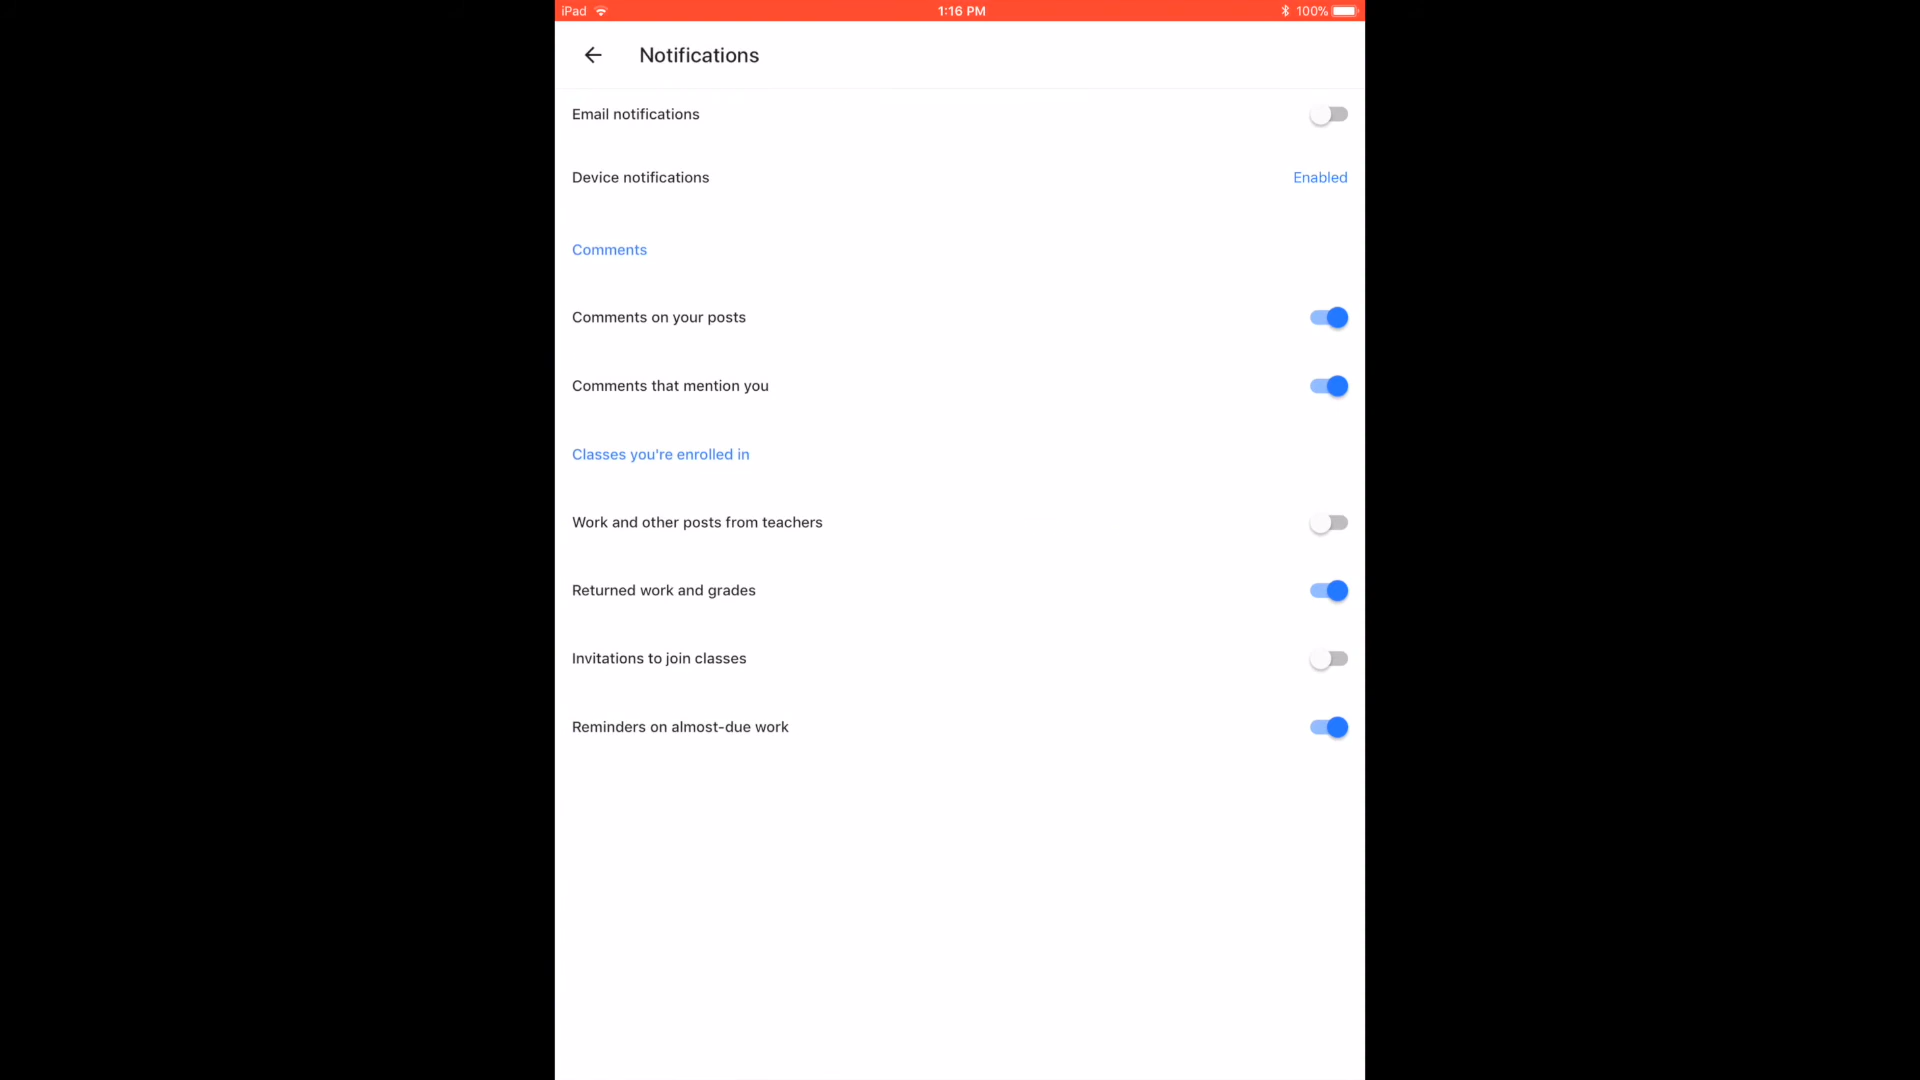 iPad 1:16 PM 100%
Notifications
Email notifications
Device notifications Enabled
Comments
Comments on your posts
Comments that mention you
Classes you're enrolled in
Work and other posts from teachers
Returned work and grades
Invitations to join classes
Reminders on almost-due work